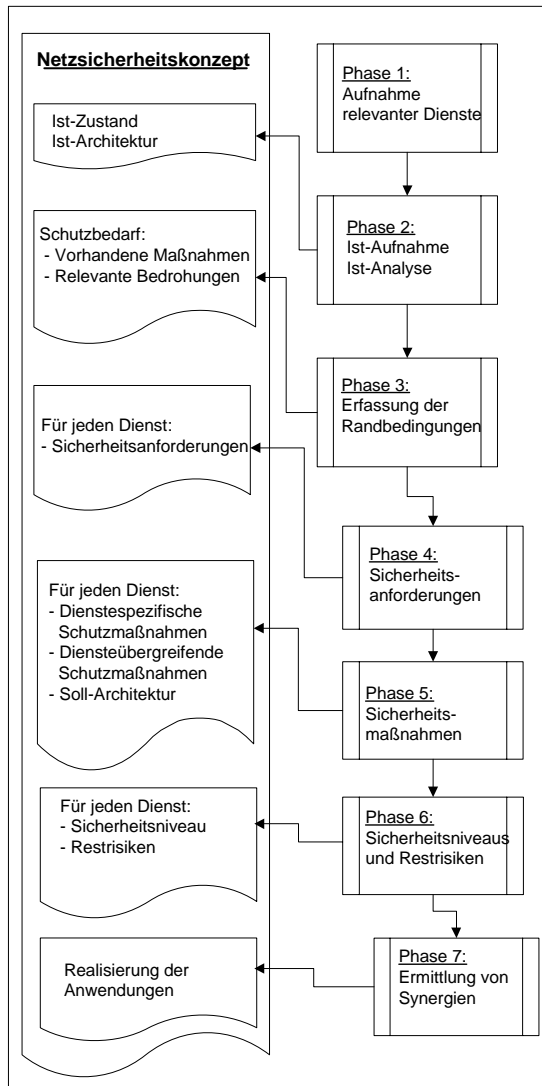 Netzsicherheitskonzept
Ist-Zustand
Ist-Architektur
Schutzbedarf:
- Vorhandene Maßnahmen
- Relevante Bedrohungen
Für jeden Dienst:
- Sicherheitsanforderungen
Für jeden Dienst:
- Dienstespezifische
Schutzmaßnahmen
- Diensteübergreifende
Schutzmaßnahmen
- Soll-Architektur
Für jeden Dienst:
- Sicherheitsniveau
- Restrisiken
Realisierung der
Anwendungen
Phase 1:
Aufnahme
relevanter Dienste
Phase 2:
Ist-Aufnahme
Ist-Analyse
Phase 3:
Erfassung der
Randbedingungen
Phase 4:
Sicherheits-
anforderungen
Phase 5:
Sicherheits-
maßnahmen
Phase 6:
Sicherheitsniveaus
und Restrisiken
Phase 7:
Ermittlung von
Synergien